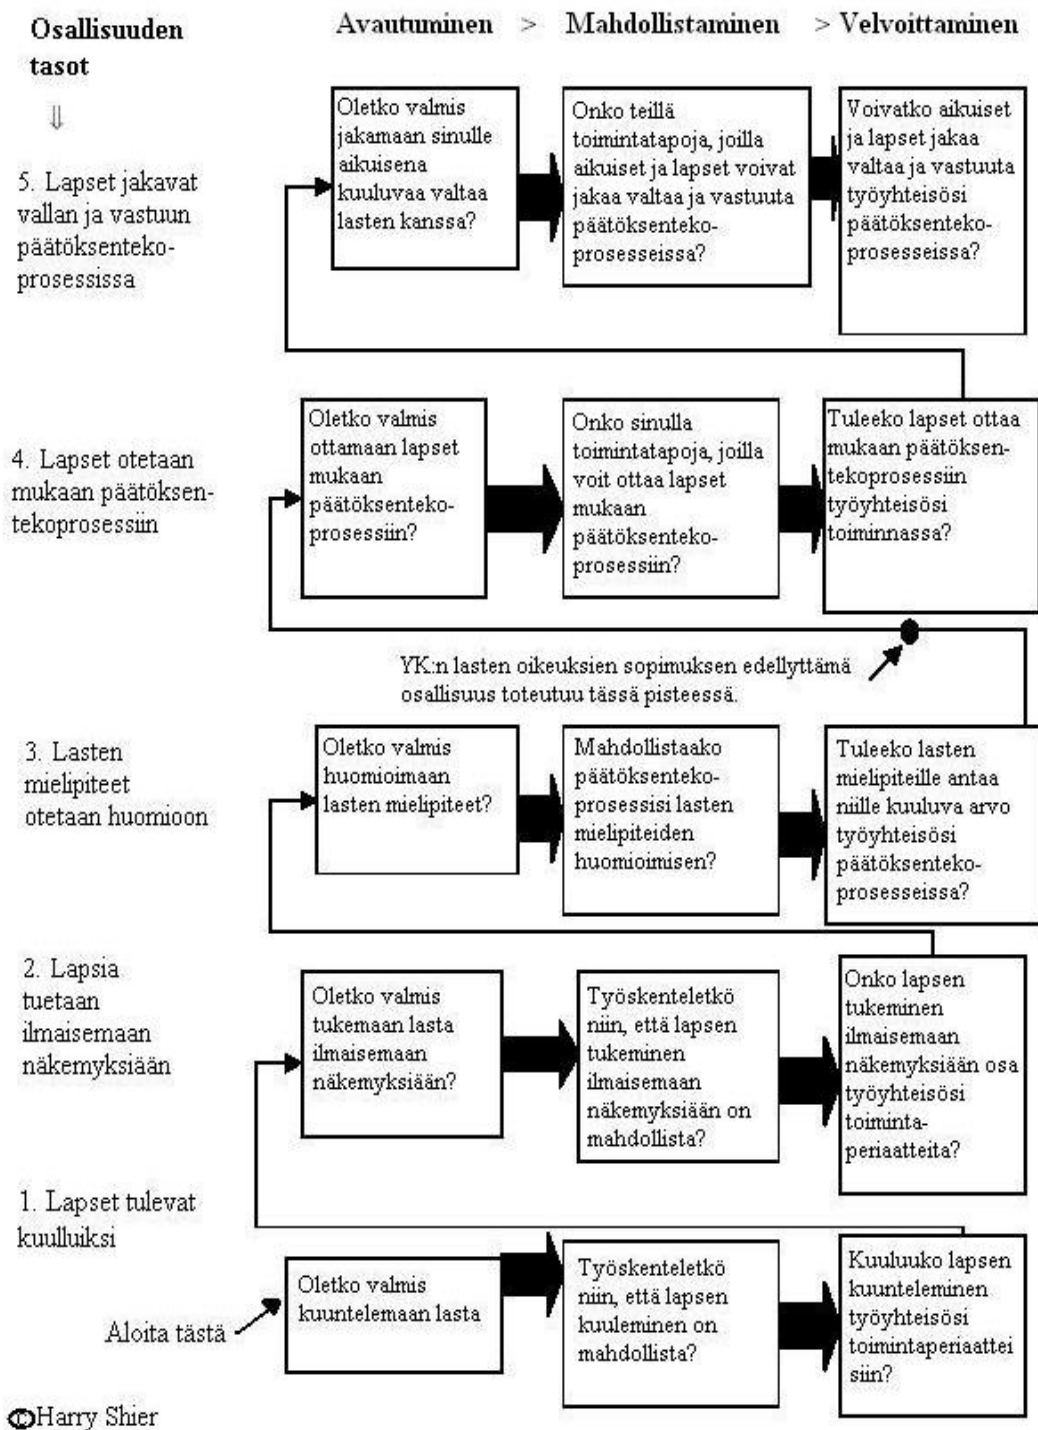 Osallisuuden
tasot
⇓
Avautuminen > Mahdollistaminen > Velvoittaminen
5. Lapset jakavat
vallan ja vastuun
päätöksenteko-
prosessissa
Oletko valmis
jakamaan sinulle
aikuisena
kuuluvaa valtaa
lasten kanssa?
Onko teillä
toimintatapoja, joilla
aikuiset ja lapset voivat
jakaa valtaa ja vastuuta
päätöksenteko-
prosesseissa?
Voivatko aikuiset
ja lapset jakaa
valtaa ja vastuuta
työyhteisösi
päätöksenteko-
prosesseissa?
4. Lapset otetaan
mukaan päätöksen-
tekoprosessiin
Oletko valmis
ottamaan lapset
mukaan
päätöksenteko-
prosessiin?
Onko sinulla
toimintatapoja, joilla
voit ottaa lapset
mukaan
päätöksenteko-
prosessiin?
Tuleeko lapset ottaa
mukaan päätöksen-
tekoprosessiin
työyhteisösi
toiminnassa?
YK:n lasten oikeuksien sopimuksen edellyttämä
osallisuus toteutuu tässä pisteessä.
3. Lasten
mielipiteet
otetaan huomioon
Oletko valmis
huomioimaan
lasten mielipiteet?
Mahdollistaako
päätöksenteko-
prosessisi lasten
mielipiteiden
huomioimisen?
Tuleeko lasten
mielipiteille antaa
niille kuuluva arvo
työyhteisösi
päätöksenteko-
prosesseissa?
2. Lapsia
tuetaan
ilmaisemaan
näkemyksiään
Oletko valmis
tukemaan lasta
ilmaisemaan
näkemyksiään?
Työskenteletkö
niin, että lapsen
tukeminen
ilmaisemaan
näkemyksiään on
mahdollista?
Onko lapsen
tukeminen
ilmaisemaan
näkemyksiään osa
työyhteisösi
toiminta-
periaatteita?
1. Lapset tulevat
kuulluiksi
Aloita tästä
Oletko valmis
kuuntelemaan lasta
Työskenteletkö
niin, että lapsen
kuuleminen on
mahdollista?
Kuuluuko lapsen
kuunteleminen
työyhteisösi
toimintaperiaattei
siin?
©Harry Shier